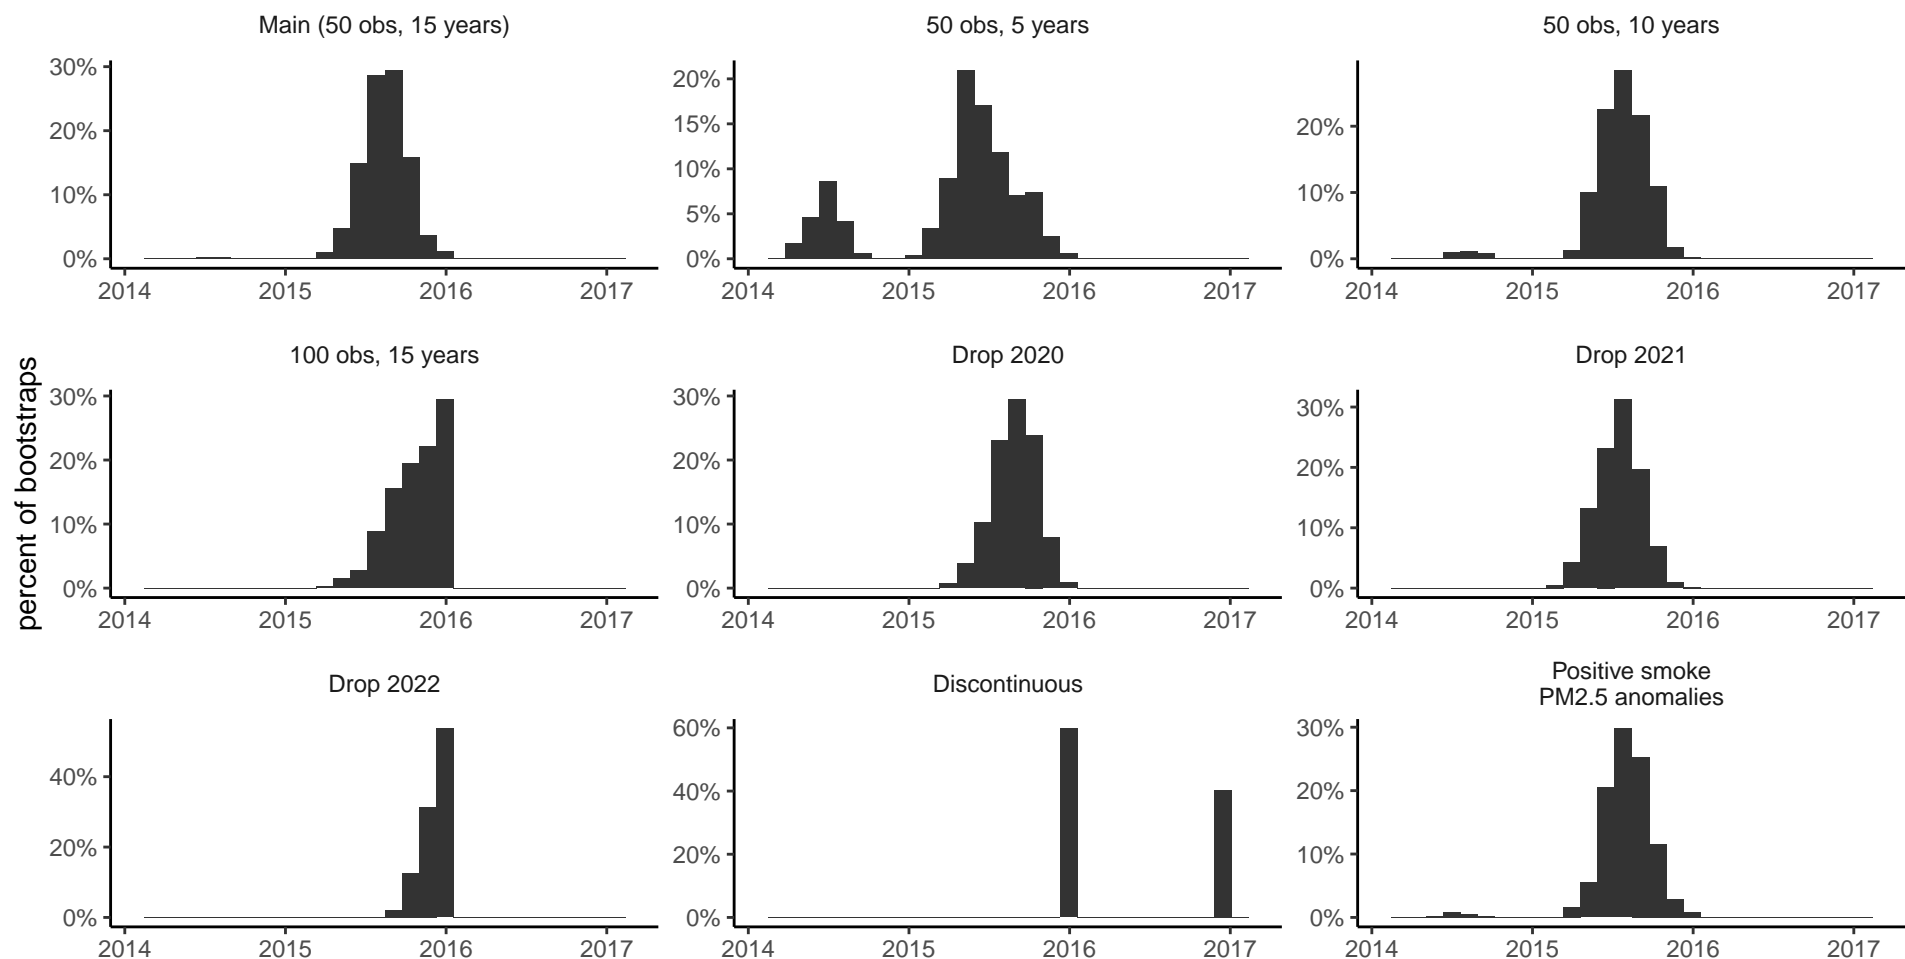 Main (50 obs, 15 years)
50 obs, 5 years
50 obs, 10 years
30%
20%
10%
0%
2014 2015 2016 2017
20%
15%
10%
5%
0%
2014 2015 2016 2017
20%
10%
0%
2014 2015 2016 2017
percent of bootstraps
100 obs, 15 years
Drop 2020
Drop 2021
30%
20%
10%
0%
2014 2015 2016 2017
30%
20%
10%
0%
2014 2015 2016 2017
30%
20%
10%
0%
2014 2015 2016 2017
Drop 2022
Discontinuous
Positive smoke
PM2.5 anomalies
40%
20%
0%
2014 2015 2016 2017
60%
40%
20%
0%
2014 2015 2016 2017
30%
20%
10%
0%
2014 2015 2016 2017